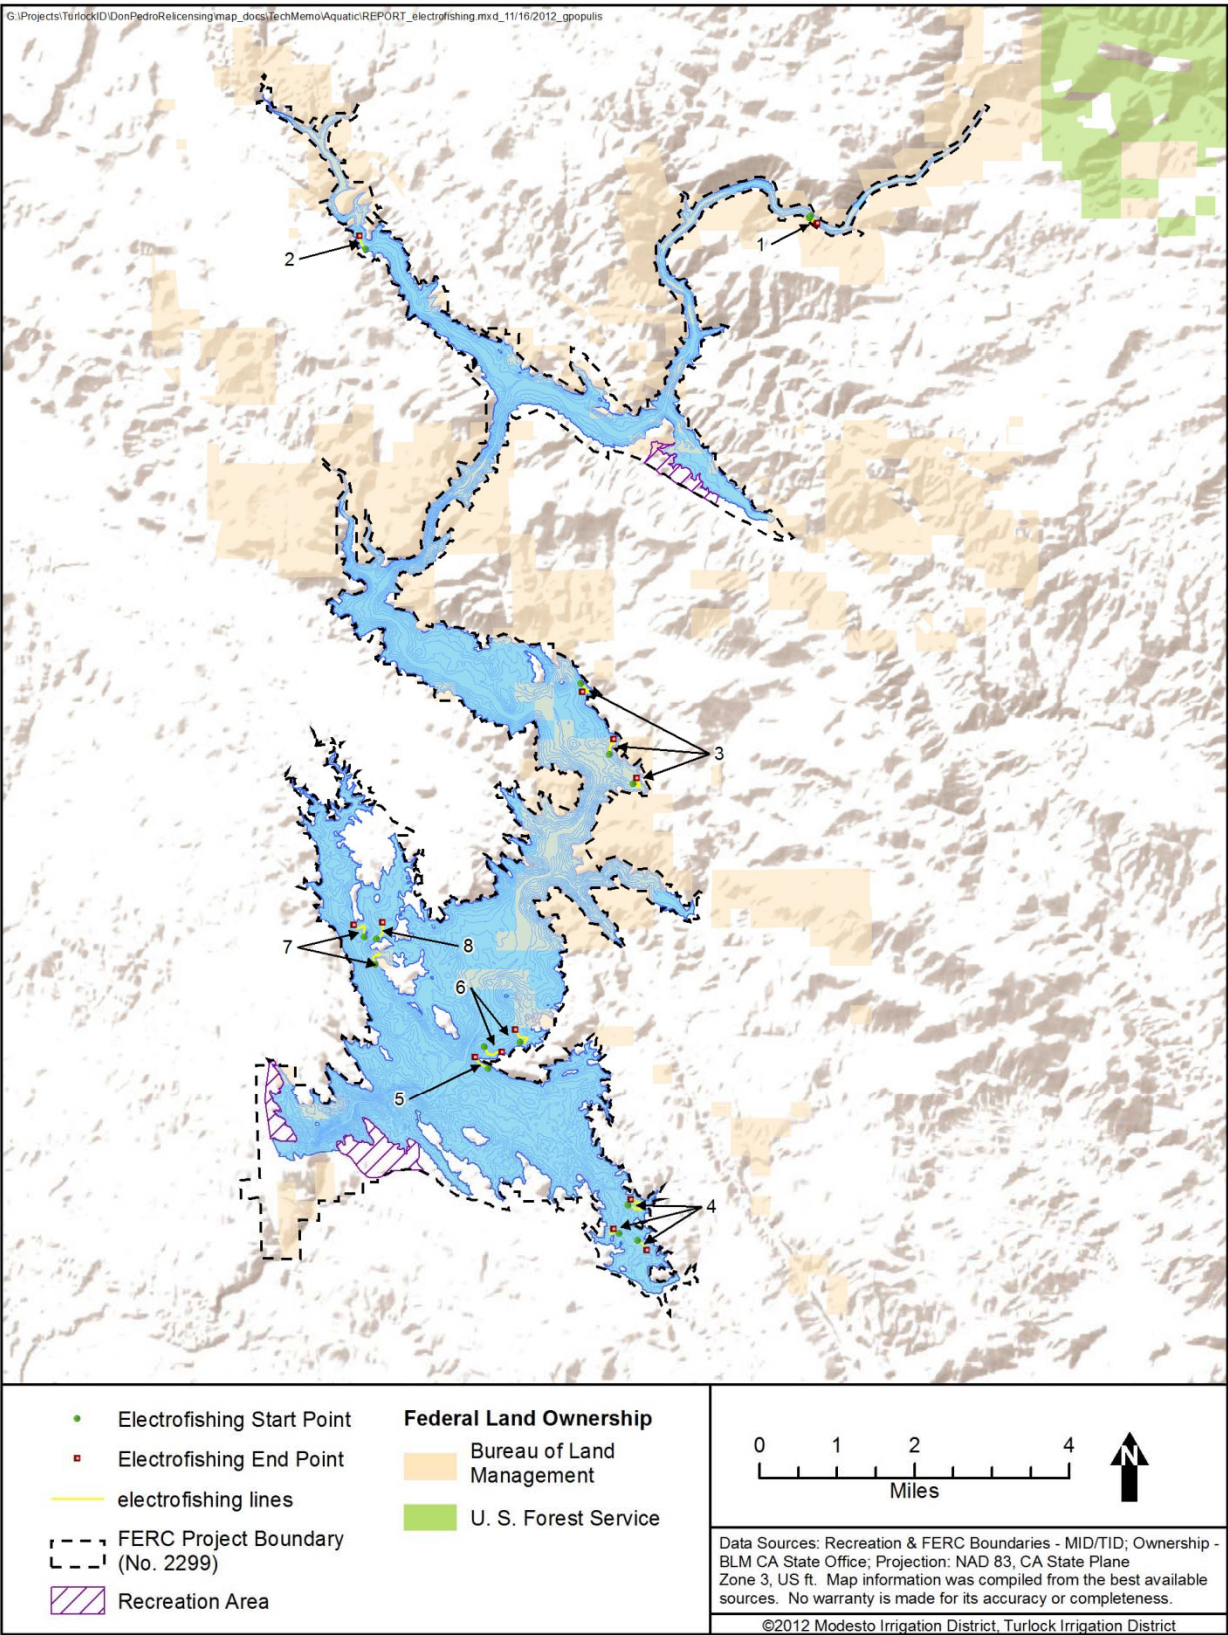 G:\Projects\TurlockID\DonPedroRelicensing\map_docs\TechMemo\Aquatic\REPORT_electrofishing.mxd_11/16/2012_gpopulis
1
2
3
7
8
6
5
4
Electrofishing Start Point
Electrofishing End Point
electrofishing lines
FERC Project Boundary
(No. 2299)
Recreation Area
Federal Land Ownership
Bureau of Land
Management
U. S. Forest Service
0 1 2 4
Miles
N
Data Sources: Recreation & FERC Boundaries - MID/TID; Ownership -
BLM CA State Office; Projection: NAD 83, CA State Plane
Zone 3, US ft. Map information was compiled from the best available
sources. No warranty is made for its accuracy or completeness.
©2012 Modesto Irrigation District, Turlock Irrigation District